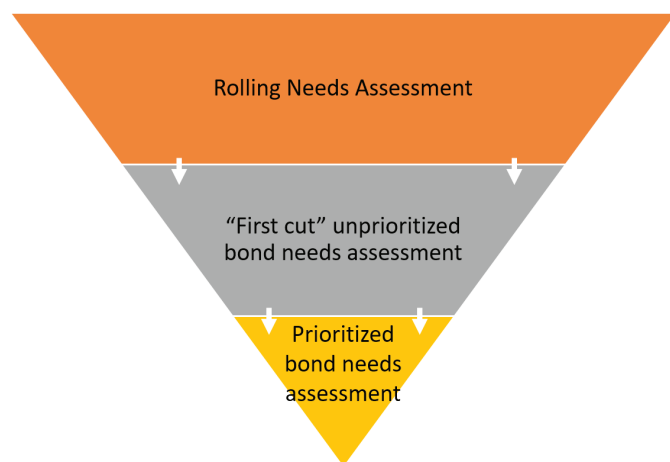 Rolling Needs Assessment
“First cut” unprioritized
bond needs assessment
Prioritized
bond needs
assessment